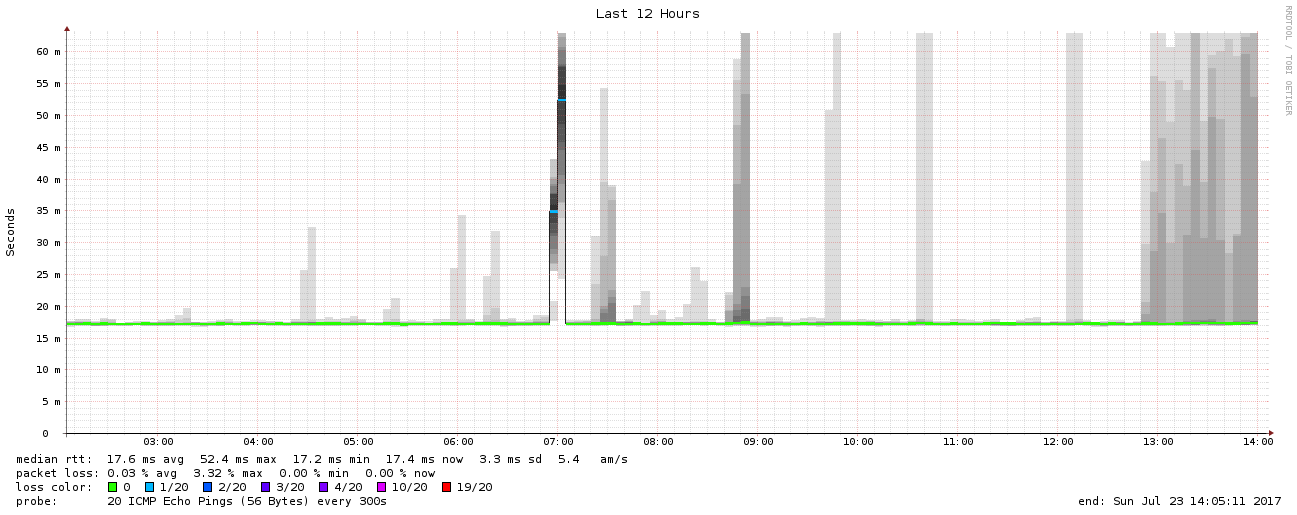 Last 12 Hours
RRDTOOL / TOBI OETIKER
Seconds
60 m
55 m
50 m
45 m
40 m
35 m
30 m
25 m
20 m
15 m
10 m
5 m
0
03:00 04:00 05:00 06:00 07:00 08:00 09:00 10:00 11:00 12:00 13:00 14:00
median rtt: 17.6 ms avg 52.4 ms max 17.2 ms min 17.4 ms now 3.3 ms sd 5.4 am/s
packet loss: 0.03 % avg 3.32 % max 0.00 % min 0.00 % now
loss color: 0 1/20 2/20 3/20 4/20 10/20 19/20
probe: 20 ICMP Echo Pings (56 Bytes) every 300s
end: Sun Jul 23 14:05:11 2017